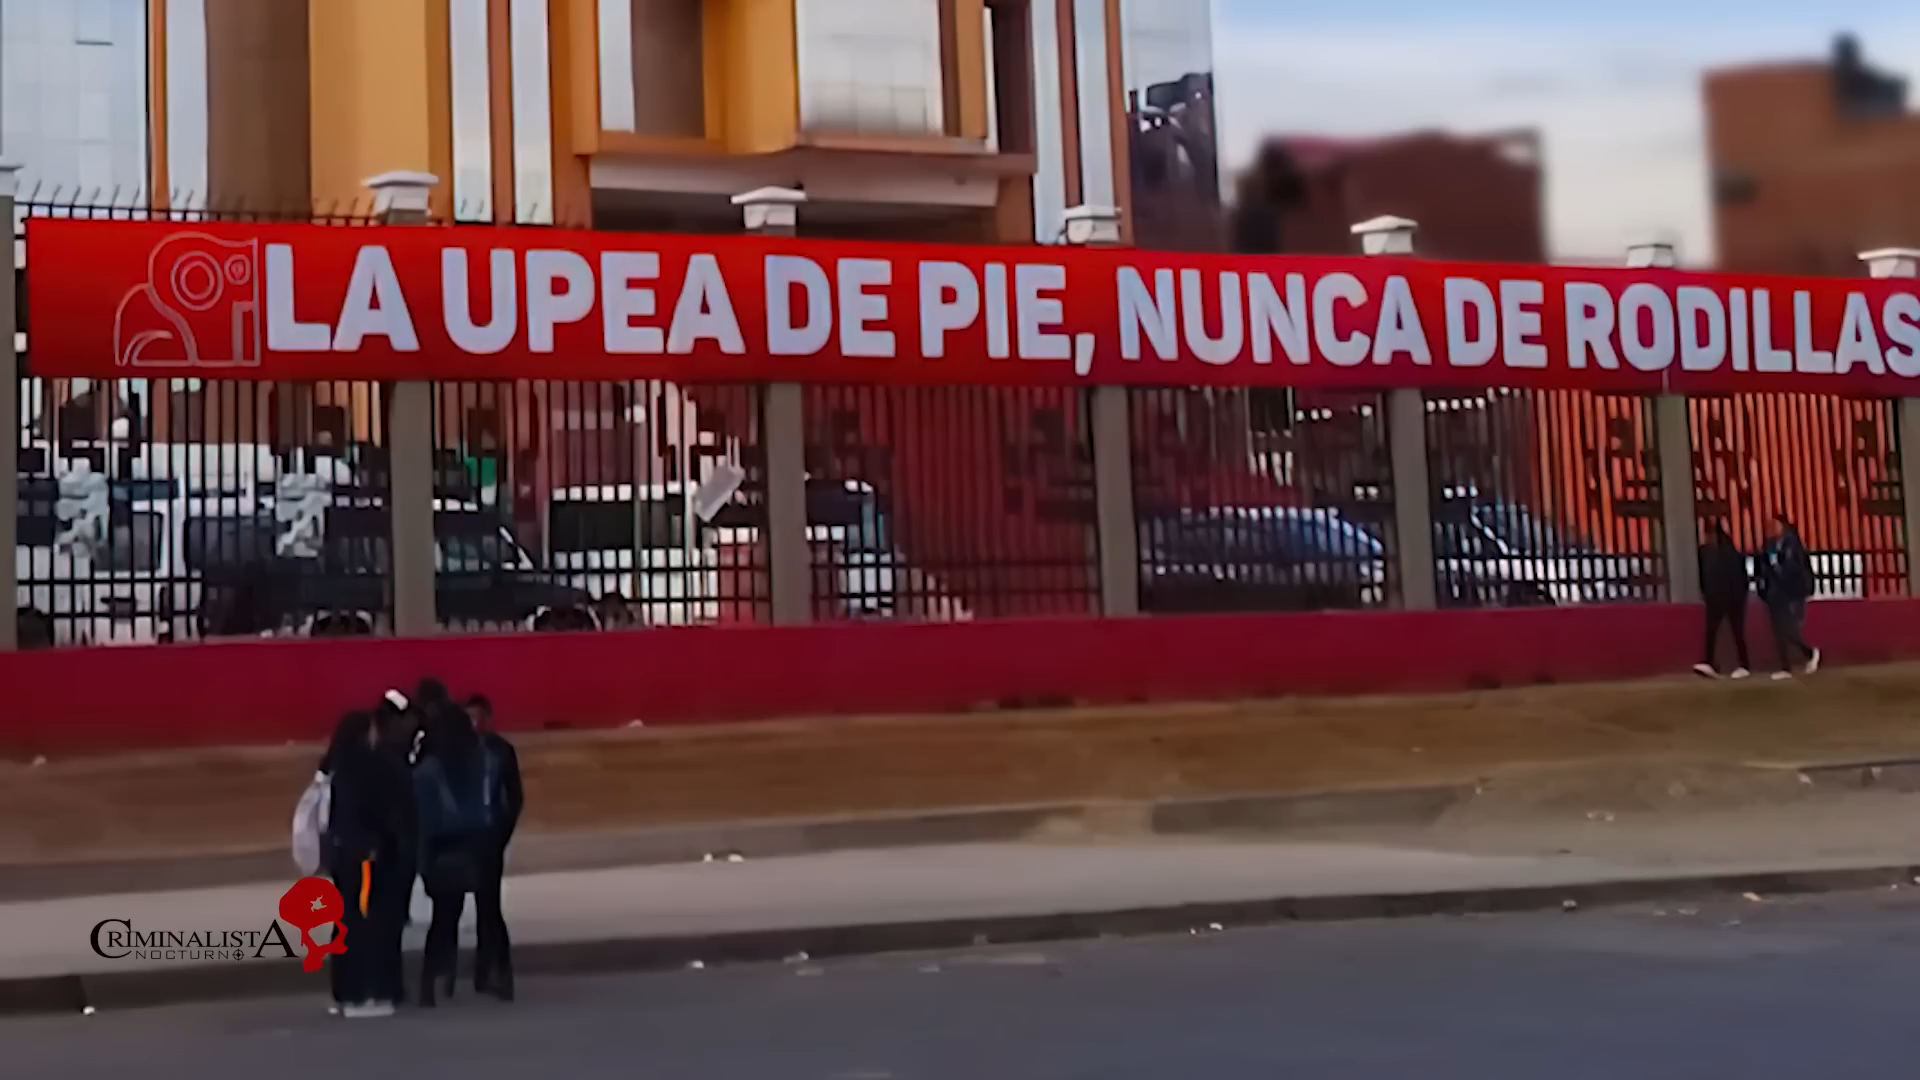 LA UPEA DE PIE, NUNCA DE RODILLAS
CRIMINALISTA
NOCTURNO